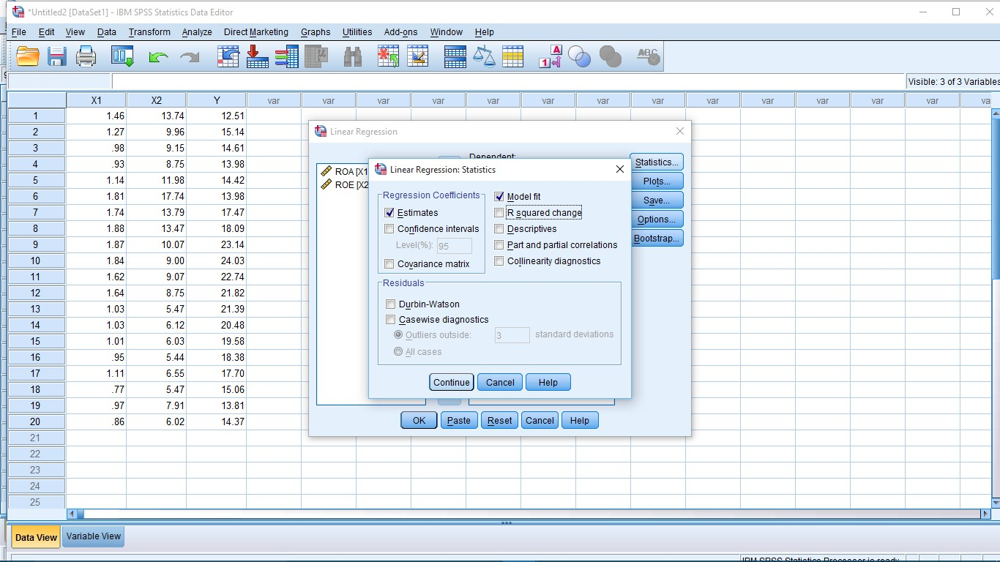 *Untitled2 [DataSet1] - IBM SPSS Statistics Data Editor
File Edit View Data Transform Analyze Direct Marketing Graphs Utilities Add-ons Window Help
Visible: 3 of 3 Variables
X1 X2 Y var var var var var var var var var var var var var
1 1.46 13.74 12.51
2 1.27 9.96 15.14
3 .98 9.15 14.61
4 .93 8.75 13.98
5 1.14 11.98 14.42
6 1.81 17.74 13.98
7 1.74 13.79 17.47
8 1.88 13.47 18.09
9 1.87 10.07 23.14
10 1.84 9.00 24.03
11 1.62 9.07 22.74
12 1.64 8.75 21.82
13 1.03 5.47 21.39
14 1.03 6.12 20.48
15 1.01 6.03 19.58
16 .95 5.44 18.38
17 1.11 6.55 17.70
18 .77 5.47 15.06
19 .97 7.91 13.81
20 .86 6.02 14.37
21
22
23
24
25
Linear Regression
Dependent:
ROA [X1
ROE [X2
Statistics...
Plots...
Save...
Options...
Bootstrap...
Linear Regression: Statistics
Regression Coefficients
Estimates
Confidence intervals
Level(%): 95
Covariance matrix
Model fit
R squared change
Descriptives
Part and partial correlations
Collinearity diagnostics
Residuals
Durbin-Watson
Casewise diagnostics
Outliers outside: 3 standard deviations
All cases
Continue Cancel Help
OK Paste Reset Cancel Help
Data View Variable View
IBM SPSS Statistics Processor is ready